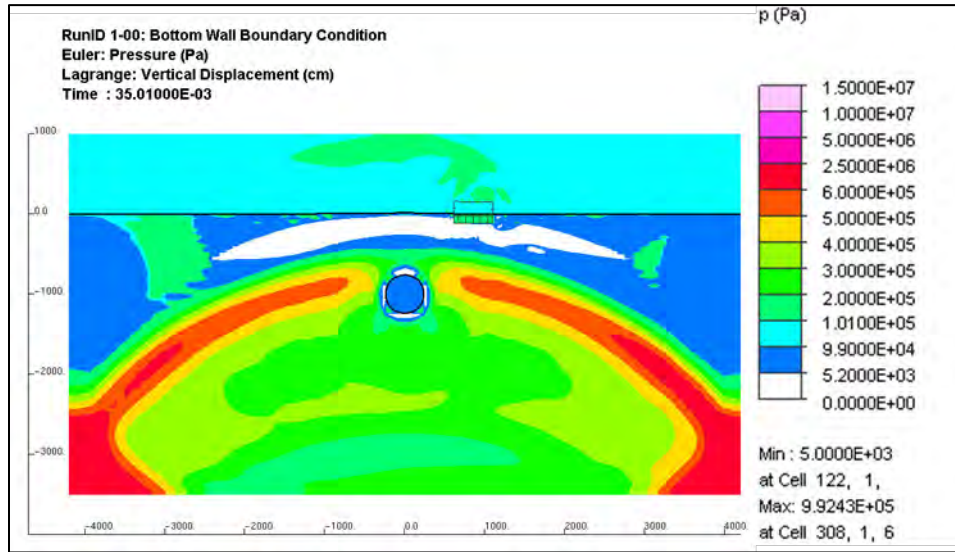 p (Pa)
RunID 1-00: Bottom Wall Boundary Condition
Euler: Pressure (Pa)
Lagrange: Vertical Displacement (cm)
Time : 35.01000E-03
1.5000E+07
1.0000E+07
5.0000E+06
2.5000E+06
6.0000E+05
5.0000E+05
4.0000E+05
3.0000E+05
2.0000E+05
1.0100E+05
9.9000E+04
5.2000E+03
0.0000E+00
Min : 5.0000E+03
at Cell 122, 1,
Max: 9.9243E+05
at Cell 308, 1, 6
1000.
0.0
-1000.
-2000.
-3000.
-4000 -3000. -2000. -1000. 0.0 1000. 2000. 3000. 4000